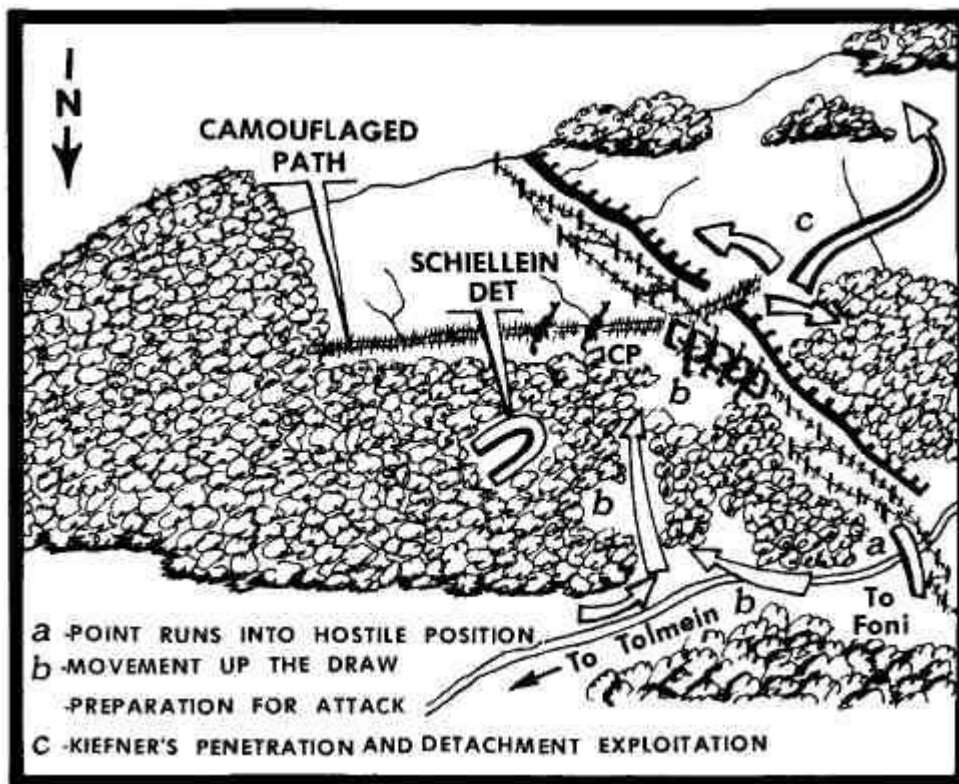 N
CAMOUFLAGED
PATH
SCHIELLEIN
DET
c
CP
b
b
a
b
To
Foni
To Tolmein
a -POINT RUNS INTO HOSTILE POSITION
b -MOVEMENT UP THE DRAW
-PREPARATION FOR ATTACK
c -KIEFNER'S PENETRATION AND DETACHMENT EXPLOITATION